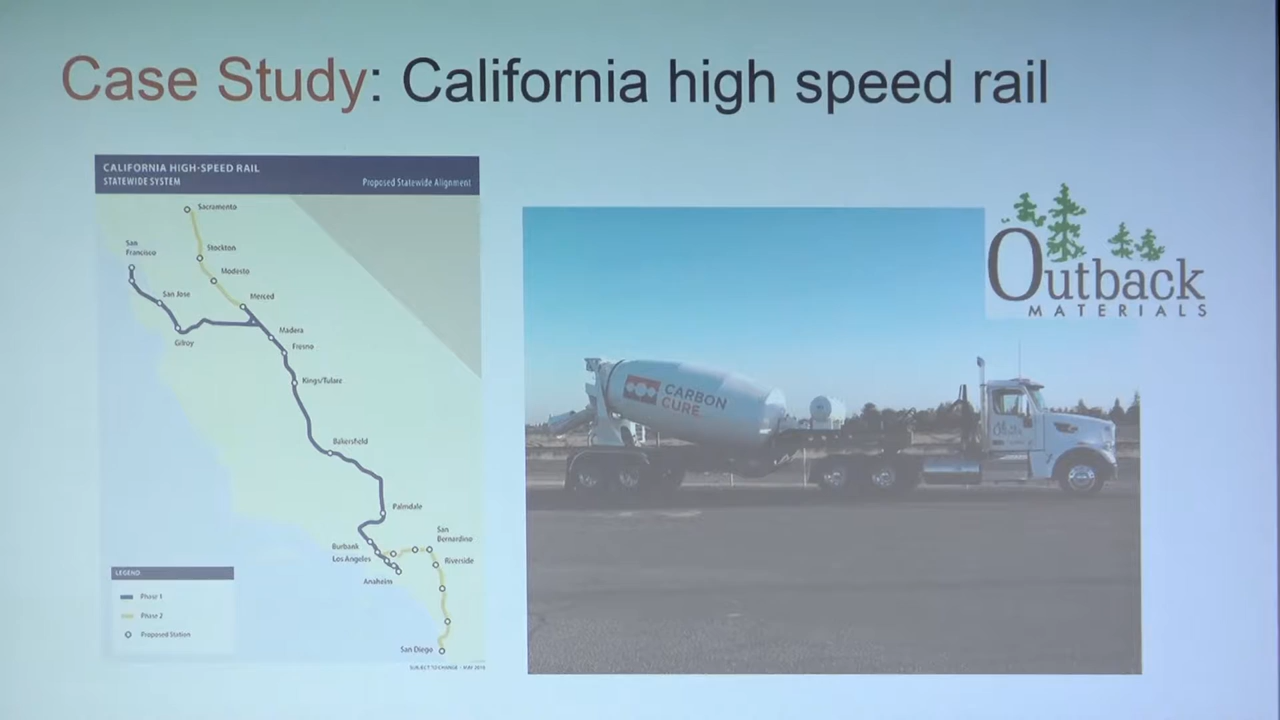 Case Study: California high speed rail
CALIFORNIA HIGH-SPEED RAIL
STATEWIDE SYSTEM
Proposed Statewide Alignment
Sacramento
Stockton
San
Francisco
Modesto
San Jose
Merced
Gilroy
Madera
Fresno
Kings/Tulare
Bakersfield
Palmdale
San
Bernardino
Burbank
Los Angeles
Riverside
Anaheim
LEGEND
Phase 1
Phase 2
Proposed Station
San Diego
Outback
MATERIALS
CARBON
CURE